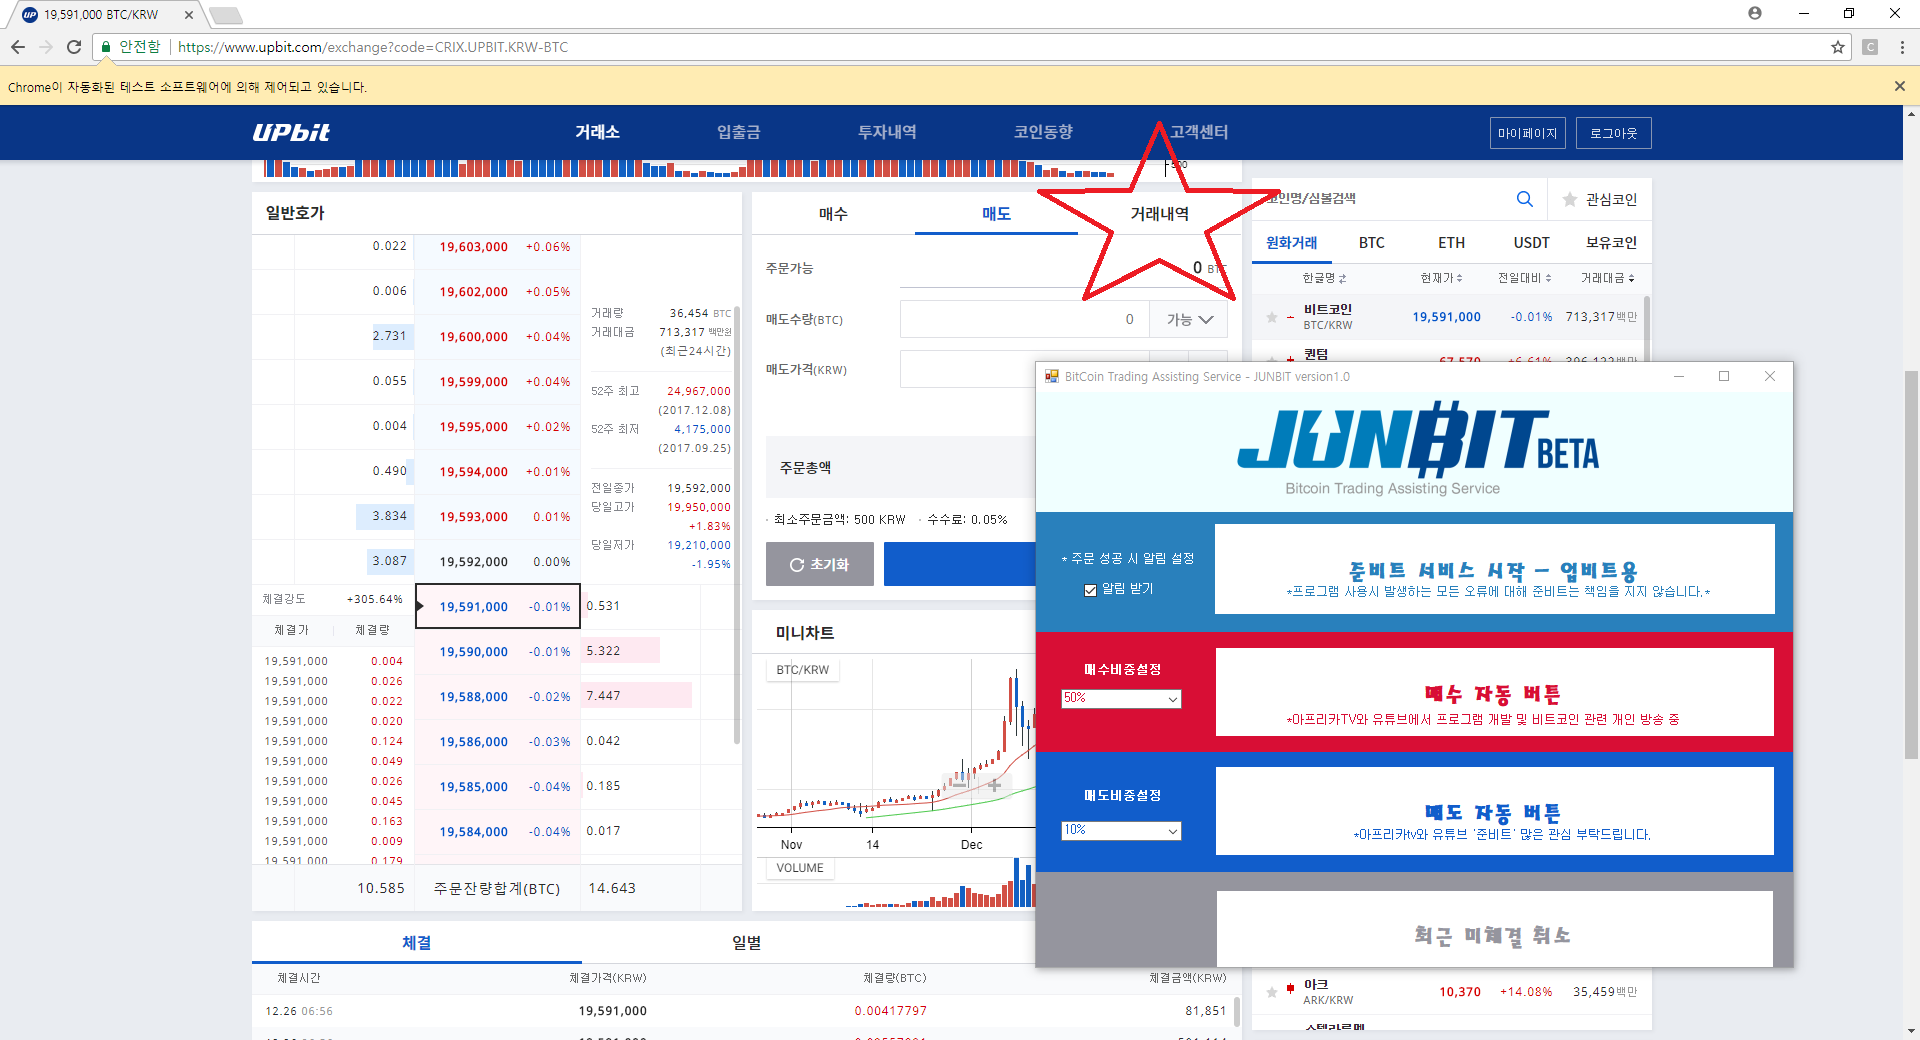 19,591,000 BTC/KRW
안전함 https://www.upbit.com/exchange?code=CRIX.UPBIT.KRW-BTC
Chrome이 자동화된 테스트 소프트웨어에 의해 제어되고 있습니다.
UPbit 거래소 입출금 투자내역 코인동향 고객센터 마이페이지 로그아웃
일반호가
0.022 19,603,000 +0.06%
0.006 19,602,000 +0.05%
2.731 19,600,000 +0.04%
0.055 19,599,000 +0.04%
0.004 19,595,000 +0.02%
0.490 19,594,000 +0.01%
3.834 19,593,000 0.01%
3.087 19,592,000 0.00%
거래량 36,454 BTC
거래대금 713,317 백만원
(최근24시간)
52주 최고 24,967,000
(2017.12.08)
52주 최저 4,175,000
(2017.09.25)
전일종가 19,592,000
당일고가 19,950,000
+1.83%
당일저가 19,210,000
-1.95%
19,591,000 -0.01% 0.531
19,590,000 -0.01% 5.322
19,588,000 -0.02% 7.447
19,586,000 -0.03% 0.042
19,585,000 -0.04% 0.185
19,584,000 -0.04% 0.017
체결강도 +305.64%
체결가 체결량
19,591,000 0.004
19,591,000 0.026
19,591,000 0.022
19,591,000 0.020
19,591,000 0.124
19,591,000 0.049
19,591,000 0.026
19,591,000 0.045
19,591,000 0.163
19,591,000 0.009
19,591,000 0.179
10.585 주문잔량합계(BTC) 14.643
매수 매도 거래내역
주문가능 0 BTC
매도수량(BTC) 0 가능
매도가격(KRW)
주문총액
· 최소주문금액: 500 KRW · 수수료: 0.05%
초기화
미니차트
BTC/KRW
Nov 14 Dec
VOLUME
체결 일별
체결시간 체결가격(KRW) 체결량(BTC) 체결금액(KRW)
12.26 06:56 19,591,000 0.00417797 81,851
코인명/심볼검색 관심코인
원화거래 BTC ETH USDT 보유코인
한글명 현재가 전일대비 거래대금
비트코인
BTC/KRW 19,591,000 -0.01% 713,317백만
퀀텀
아크
ARK/KRW 10,370 +14.08% 35,459백만
BitCoin Trading Assisting Service - JUNBIT version1.0
JUNBIT BETA
Bitcoin Trading Assisting Service
* 주문 성공 시 알림 설정
알림 받기
준비트 서비스 시작 - 업비트용
*프로그램 사용시 발생하는 모든 오류에 대해 준비트는 책임을 지지 않습니다.*
매수비중설정
50%
매수 자동 버튼
*아프리카TV와 유튜브에서 프로그램 개발 및 비트코인 관련 개인 방송 중
매도비중설정
10%
매도 자동 버튼
*아프리카tv와 유튜브 '준비트' 많은 관심 부탁드립니다.
최근 미체결 취소